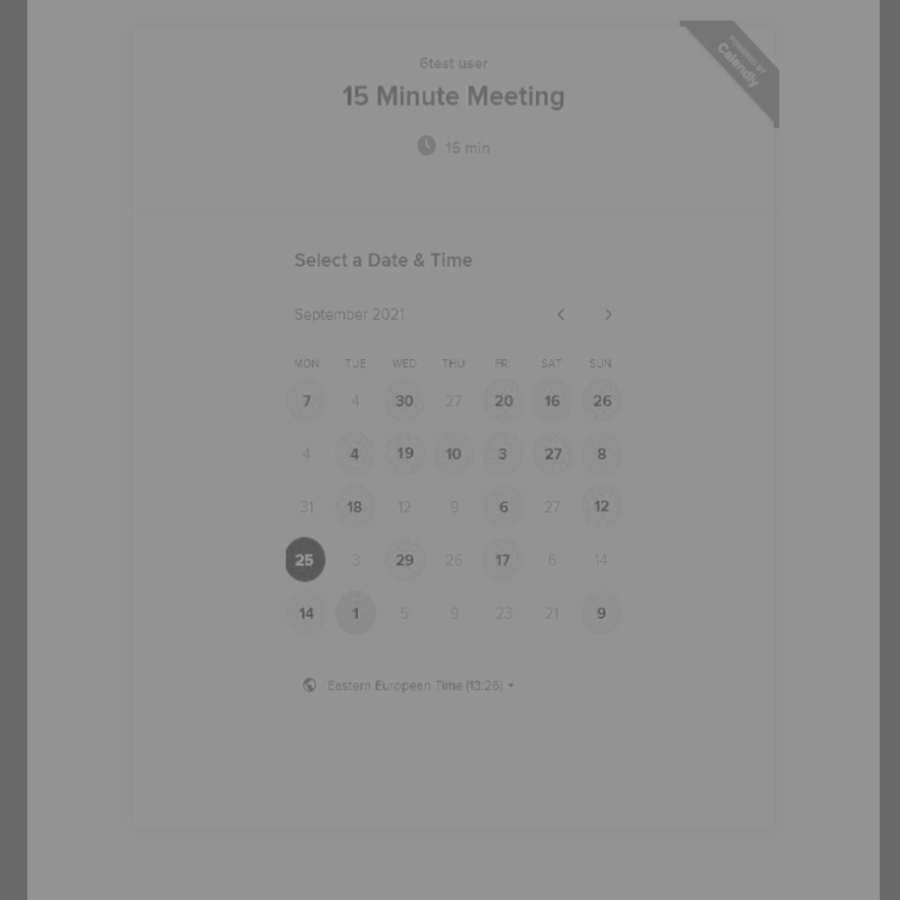 POWERED BY
Calendly
6test user
15 Minute Meeting
15 min
Select a Date & Time
September 2021
MON TUE WED THU FRI SAT SUN
7 4 30 27 20 16 26
4 4 19 10 3 27 8
31 18 12 9 6 27 12
25 3 29 26 17 6 14
14 1 5 9 23 21 9
Eastern European Time (13:26)